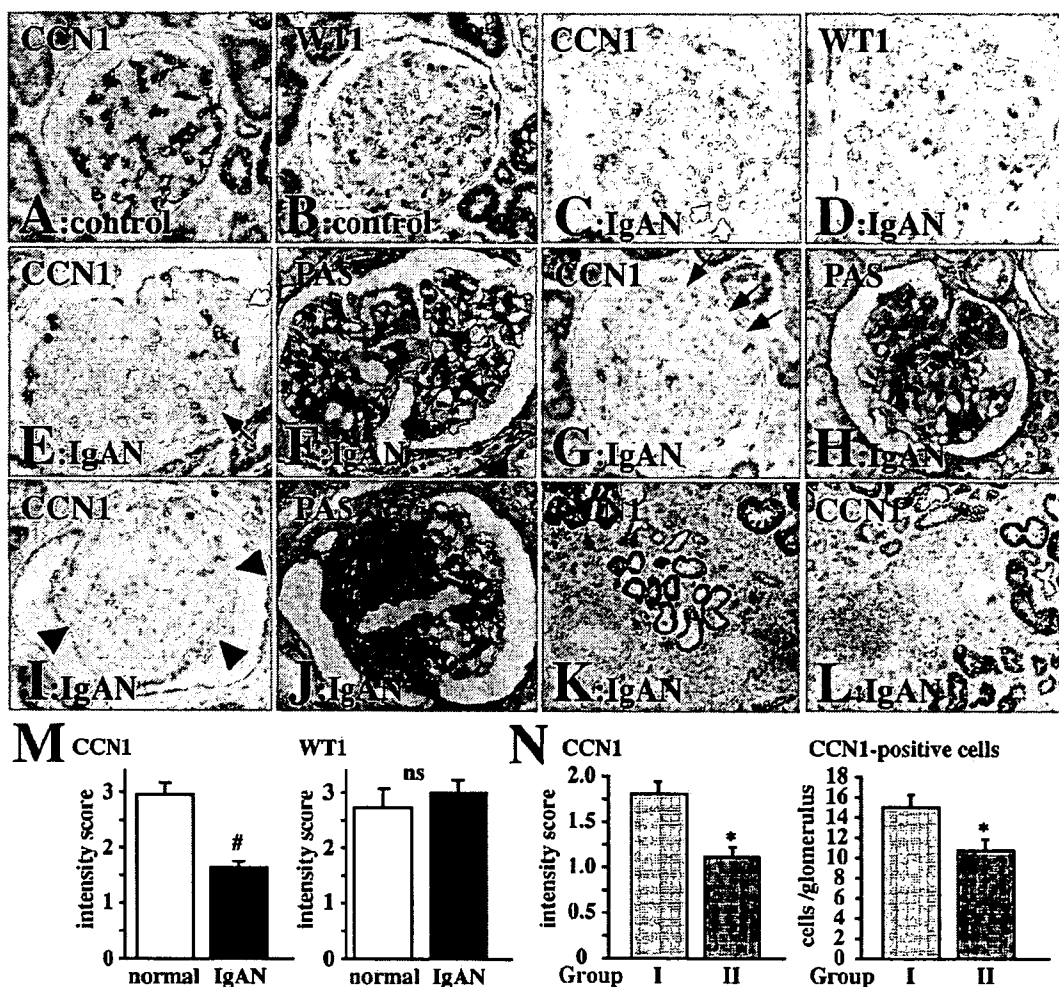 CCN1
WT1
CCN1
WT1
A:control
B:control
C:IgAN
D:IgAN
CCN1
PAS
CCN1
PAS
E:IgAN
F:IgAN
G:IgAN
H:IgAN
CCN1
PAS
CCN1
I:IgAN
J:IgAN
K:IgAN
L:IgAN
M CCN1
WT1
N CCN1
CCN1-positive cells
intensity score
3
2
1
0
#
normal IgAN
intensity score
3
2
1
0
ns
normal IgAN
intensity score
2.0
1.5
1.0
0.5
0
*
Group I II
cells /glomerulus
18
16
14
12
10
8
6
4
2
0
*
Group I II